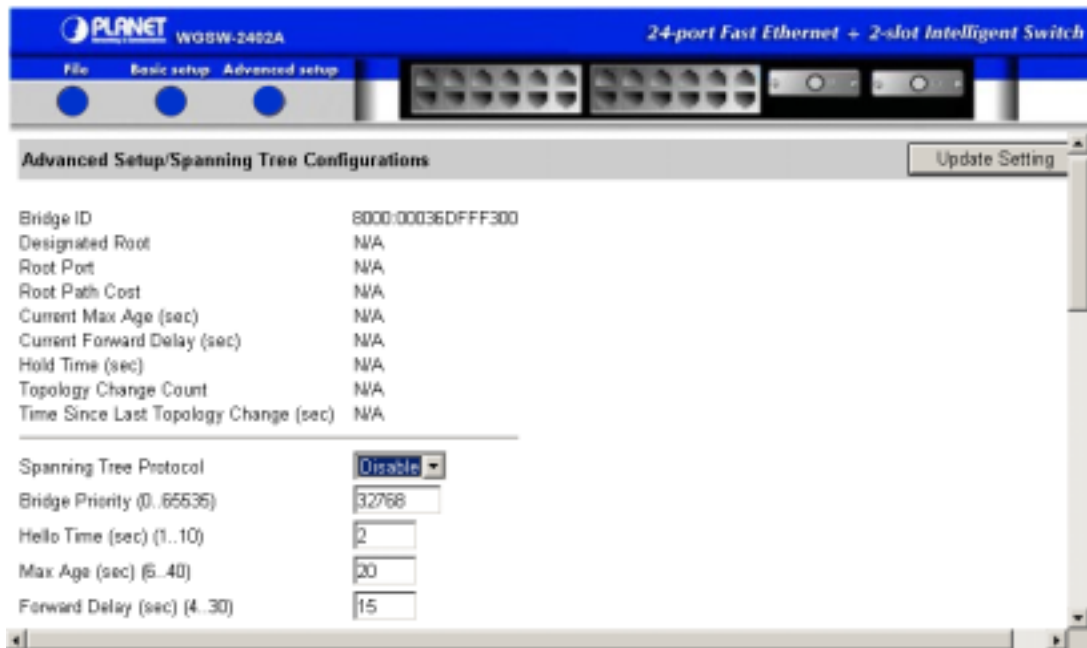 PLANET WGSW-2402A
24-port Fast Ethernet + 2-slot Intelligent Switch
File Basic setup Advanced setup
Advanced Setup/Spanning Tree Configurations
Update Setting
Bridge ID 8000:00036DFFF300
Designated Root N/A
Root Port N/A
Root Path Cost N/A
Current Max Age (sec) N/A
Current Forward Delay (sec) N/A
Hold Time (sec) N/A
Topology Change Count N/A
Time Since Last Topology Change (sec) N/A
Spanning Tree Protocol Disable
Bridge Priority (0..65535) 32768
Hello Time (sec) (1..10) 2
Max Age (sec) (6..40) 20
Forward Delay (sec) (4..30) 15